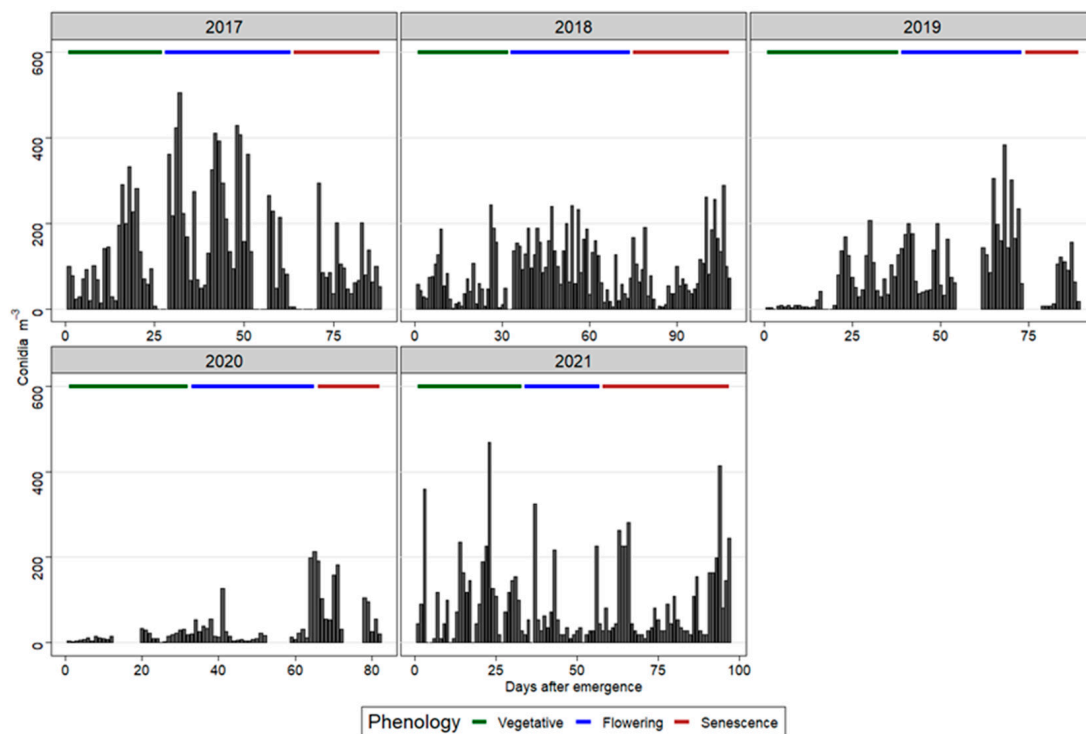 2017 2018 2019
600
400
200
0
0 25 50 75 0 30 60 90 0 25 50 75
Conidia m⁻³
2020 2021
600
400
200
0
0 20 40 60 80 0 25 50 75 100
Days after emergence
Phenology Vegetative Flowering Senescence